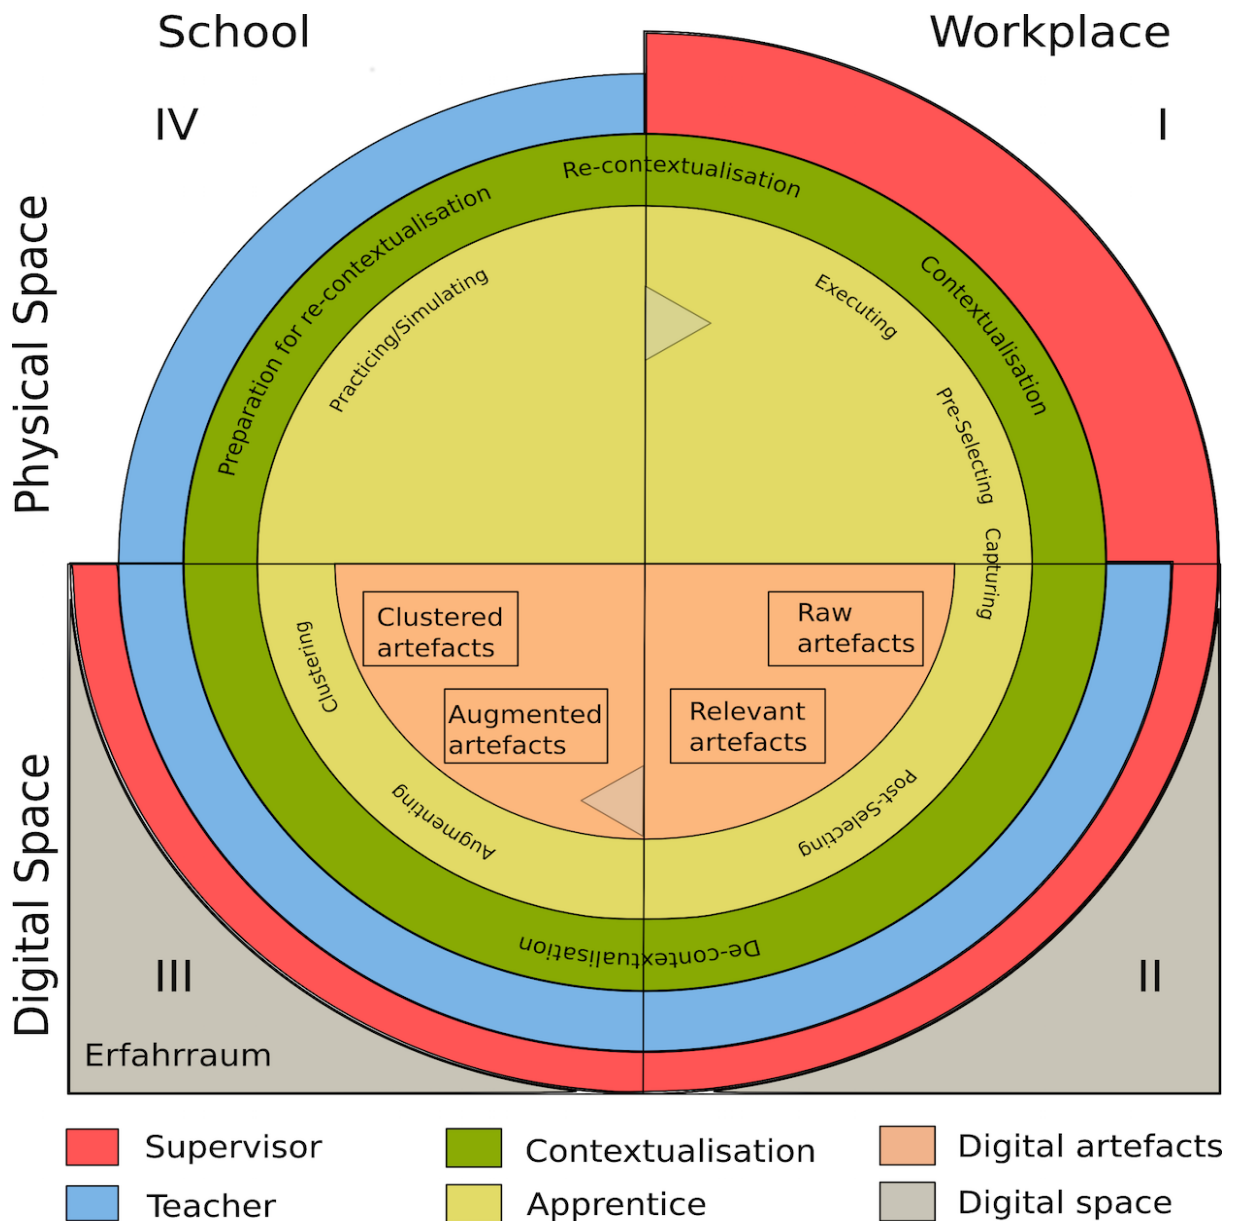 School
Workplace
IV
I
Physical Space
Re-contextualisation
Preparation for re-contextualisation
Contextualisation
Practicing/Simulating
Executing
Pre-Selecting
Capturing
Clustered
artefacts
Raw
artefacts
Clustering
Augmented
artefacts
Relevant
artefacts
Augmenting
Post-Selecting
De-contextualisation
Digital Space
III
II
Erfahrraum
Supervisor
Contextualisation
Digital artefacts
Teacher
Apprentice
Digital space